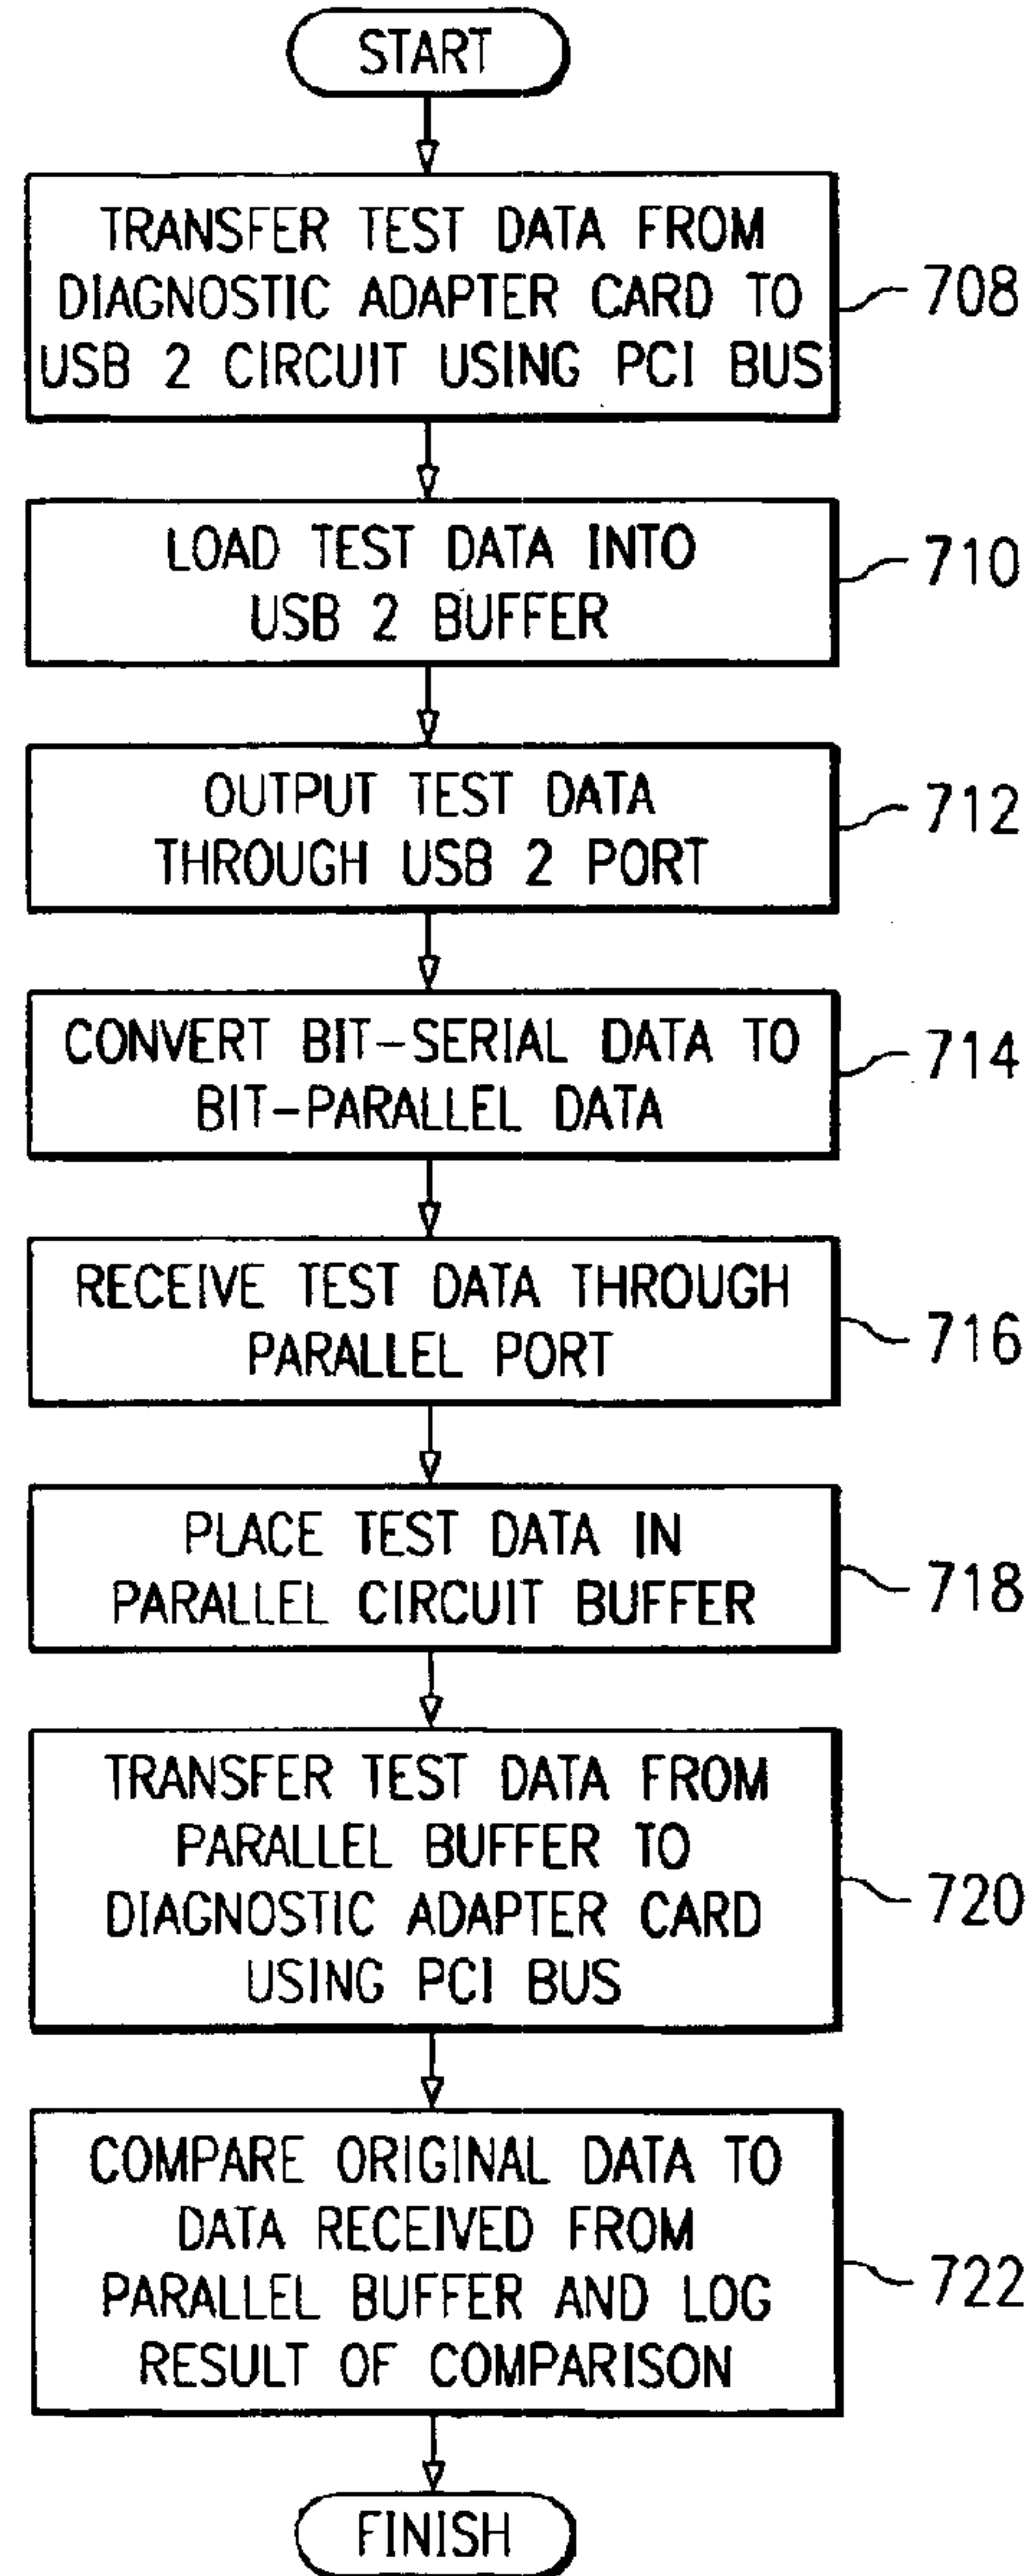 START
TRANSFER TEST DATA FROM
DIAGNOSTIC ADAPTER CARD TO
USB 2 CIRCUIT USING PCI BUS
708
LOAD TEST DATA INTO
USB 2 BUFFER
710
OUTPUT TEST DATA
THROUGH USB 2 PORT
712
CONVERT BIT-SERIAL DATA TO
BIT-PARALLEL DATA
714
RECEIVE TEST DATA THROUGH
PARALLEL PORT
716
PLACE TEST DATA IN
PARALLEL CIRCUIT BUFFER
718
TRANSFER TEST DATA FROM
PARALLEL BUFFER TO
DIAGNOSTIC ADAPTER CARD
USING PCI BUS
720
COMPARE ORIGINAL DATA TO
DATA RECEIVED FROM
PARALLEL BUFFER AND LOG
RESULT OF COMPARISON
722
FINISH